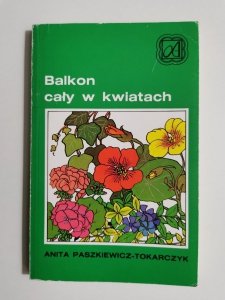 Balkon
cały w kwiatach
ANITA PASZKIEWICZ-TOKARCZYK